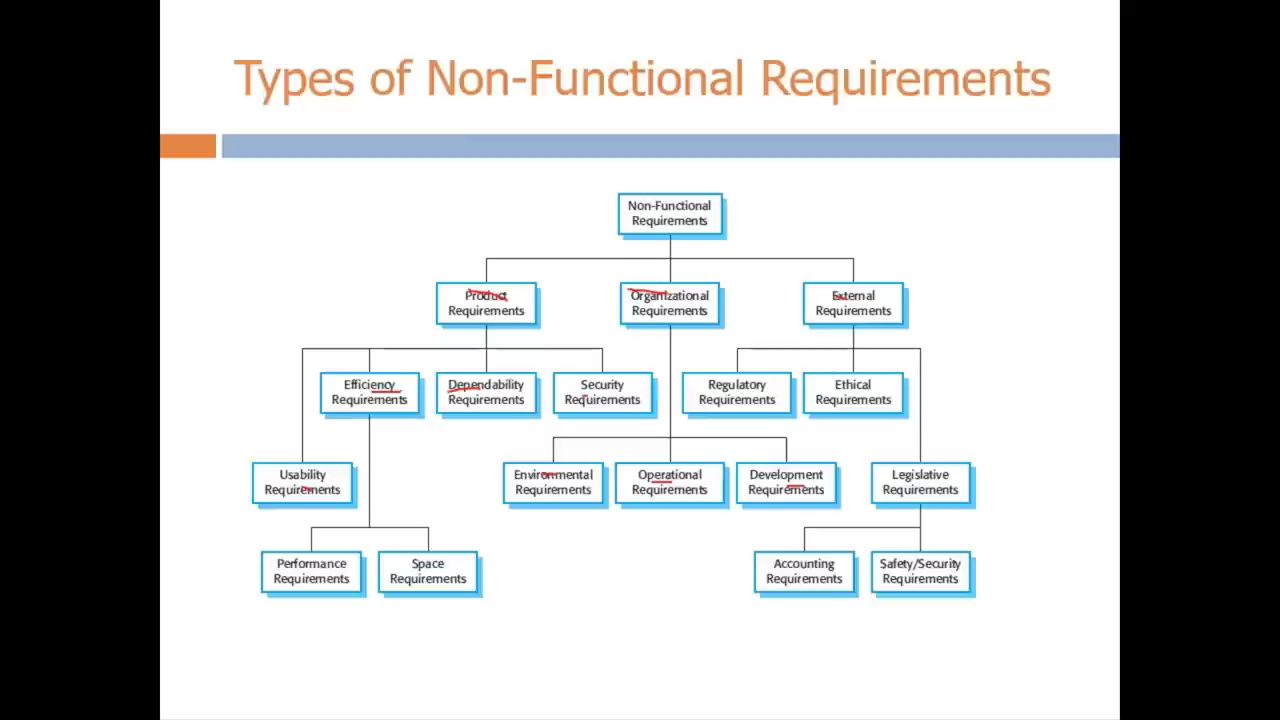 Types of Non-Functional Requirements
Non-Functional
Requirements
Product
Requirements
Organizational
Requirements
External
Requirements
Efficiency
Requirements
Dependability
Requirements
Security
Requirements
Regulatory
Requirements
Ethical
Requirements
Usability
Requirements
Environmental
Requirements
Operational
Requirements
Development
Requirements
Legislative
Requirements
Performance
Requirements
Space
Requirements
Accounting
Requirements
Safety/Security
Requirements